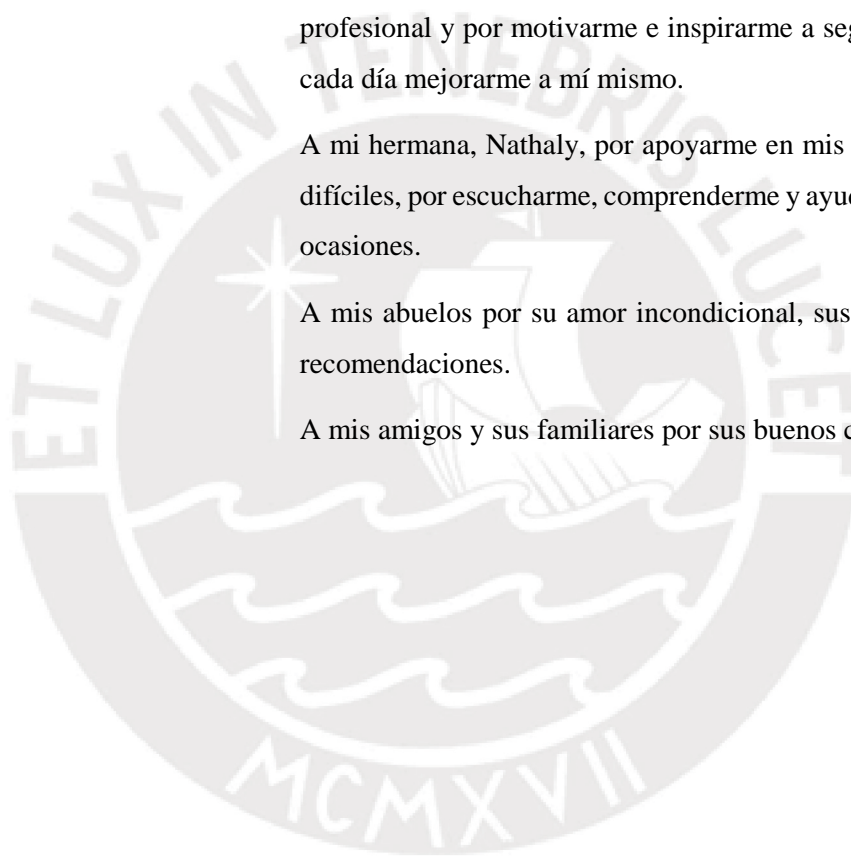 profesional y por motivarme e inspirarme a
cada día mejorarme a mí mismo.
A mi hermana, Nathaly, por apoyarme en mis
difíciles, por escucharme, comprenderme y
ocasiones.
A mis abuelos por su amor incondicional, sus
recomendaciones.
A mis amigos y sus familiares por sus buenos
ET LUX IN TENEBRIS LUCET
MCMXVII